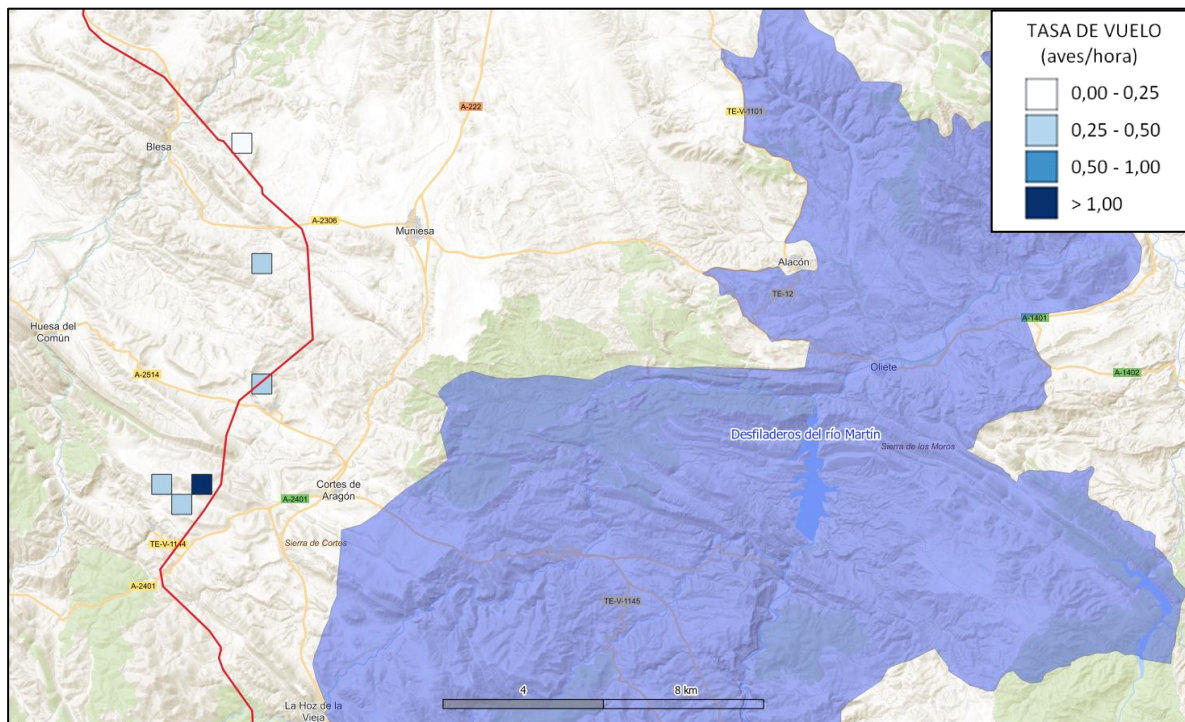 TASA DE VUELO
(aves/hora)
0,00 - 0,25
0,25 - 0,50
0,50 - 1,00
> 1,00
A-222
TE-V-1101
Blesa
A-2306
Muniesa
Alacón
TE-12
Huesa del
Común
A-1401
Oliete
A-2514
A-1402
Desfiladeros del río Martín
Sierra de los Moros
Cortes de
Aragón
A-2401
TE-V-1144
Sierra de Cortes
A-2401
TE-V-1145
La Hoz de la
Vieja
4
8 km